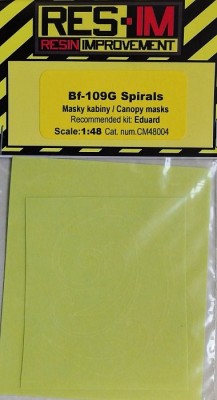 RES-IM
RESIN IMPROVEMENT
Bf-109G Spirals
Masky kabiny / Canopy masks
Recommended kit: Eduard
Scale:1:48 Cat. num.CM48004